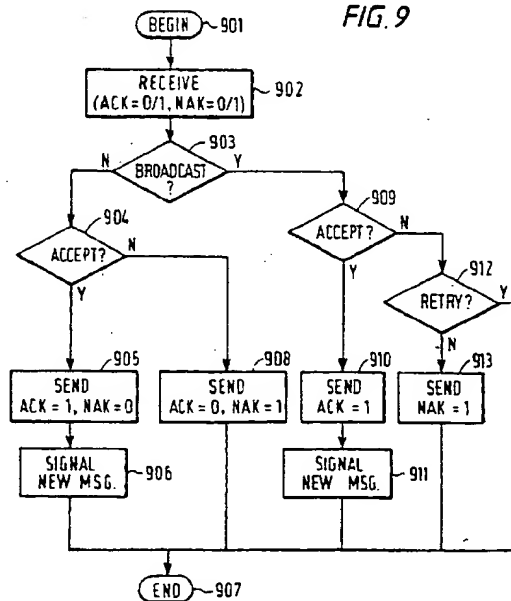 FIG. 9
BEGIN
901
RECEIVE
(ACK = 0/1, NAK = 0/1)
902
903
N
BROADCAST
?
Y
904
ACCEPT?
N
Y
909
ACCEPT?
N
Y
912
RETRY?
Y
N
905
SEND
ACK = 1, NAK = 0
908
SEND
ACK = 0, NAK = 1
910
SEND
ACK = 1
913
SEND
NAK = 1
SIGNAL
NEW MSG.
906
SIGNAL
NEW MSG.
911
END
907